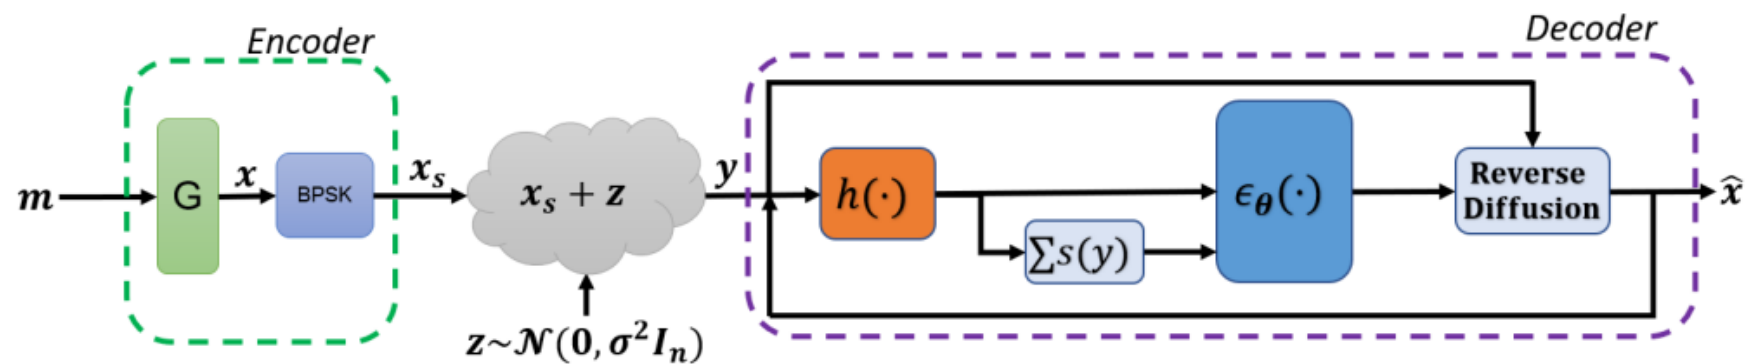 Encoder
Decoder
m
G
x
BPSK
x_s
x_s + z
z~𝒩(0, σ²I_n)
y
h(·)
∑s(y)
ϵ_θ(·)
Reverse
Diffusion
x̂